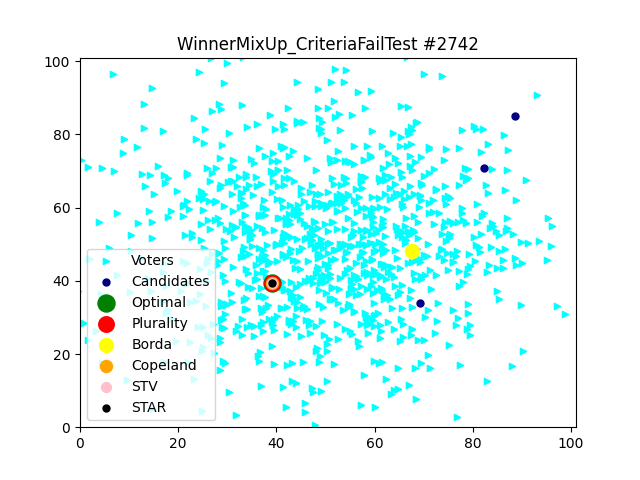 WinnerMixUp_CriteriaFailTest #2742
100
80
60
40
20
0
0 20 40 60 80 100
Voters
Candidates
Optimal
Plurality
Borda
Copeland
STV
STAR